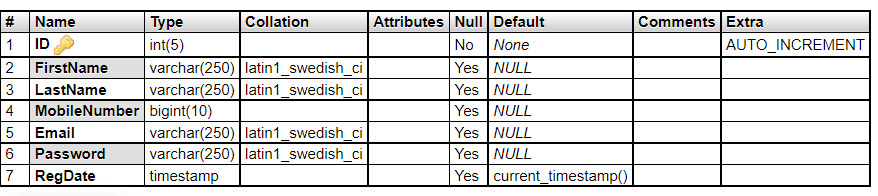 # Name Type Collation Attributes Null Default Comments Extra
1 ID int(5) No None AUTO_INCREMENT
2 FirstName varchar(250) latin1_swedish_ci Yes NULL
3 LastName varchar(250) latin1_swedish_ci Yes NULL
4 MobileNumber bigint(10) Yes NULL
5 Email varchar(250) latin1_swedish_ci Yes NULL
6 Password varchar(250) latin1_swedish_ci Yes NULL
7 RegDate timestamp Yes current_timestamp()